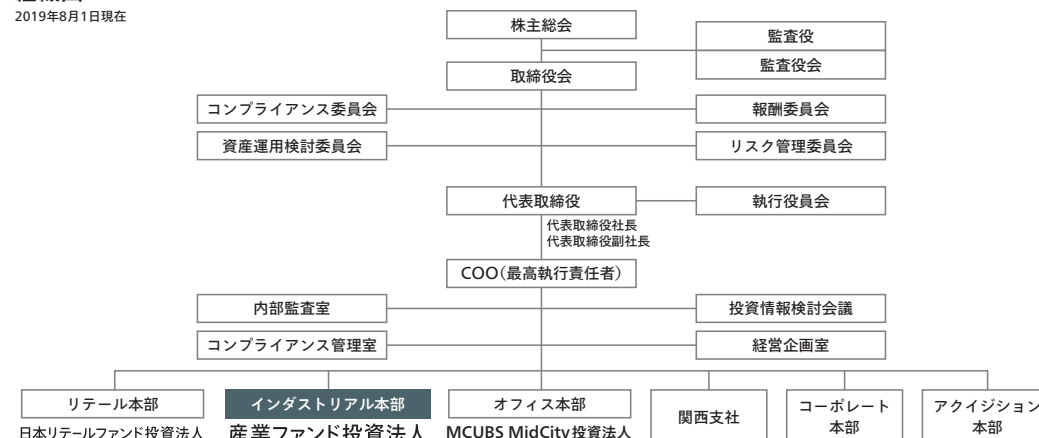 2019年8月1日現在
株主総会
監査役
監査役会
取締役会
コンプライアンス委員会
報酬委員会
資産運用検討委員会
リスク管理委員会
代表取締役
執行役員会
代表取締役社長
代表取締役副社長
COO（最高執行責任者）
内部監査室
投資情報検討会議
コンプライアンス管理室
経営企画室
リテール本部
インダストリアル本部
オフィス本部
関西支社
コーポレート
本部
アクイジション
本部
日本リテールファンド投資法人
産業ファンド投資法人
MCUBS MidCity投資法人